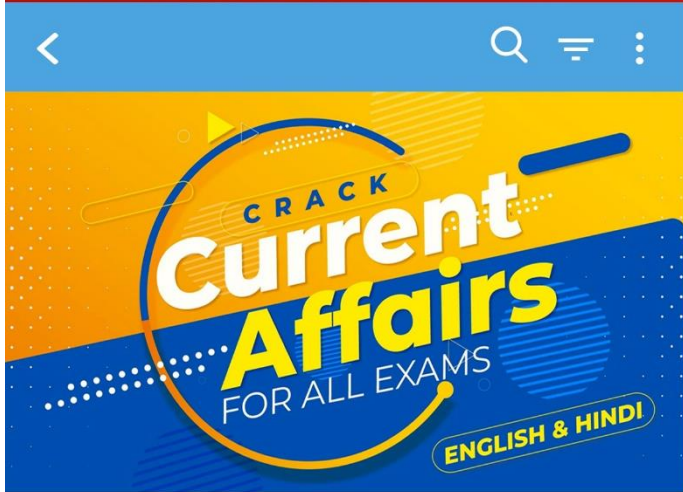 CRACK
Current
Affairs
FOR ALL EXAMS
ENGLISH & HINDI